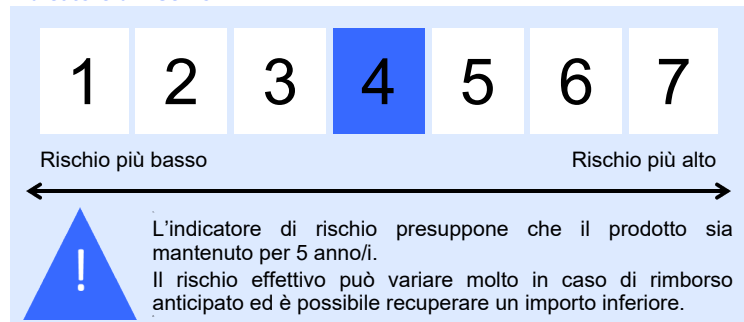 1 2 3 4 5 6 7
Rischio più basso Rischio più alto
!
L'indicatore di rischio presuppone che il prodotto sia
mantenuto per 5 anno/i.
Il rischio effettivo può variare molto in caso di rimborso
anticipato ed è possibile recuperare un importo inferiore.